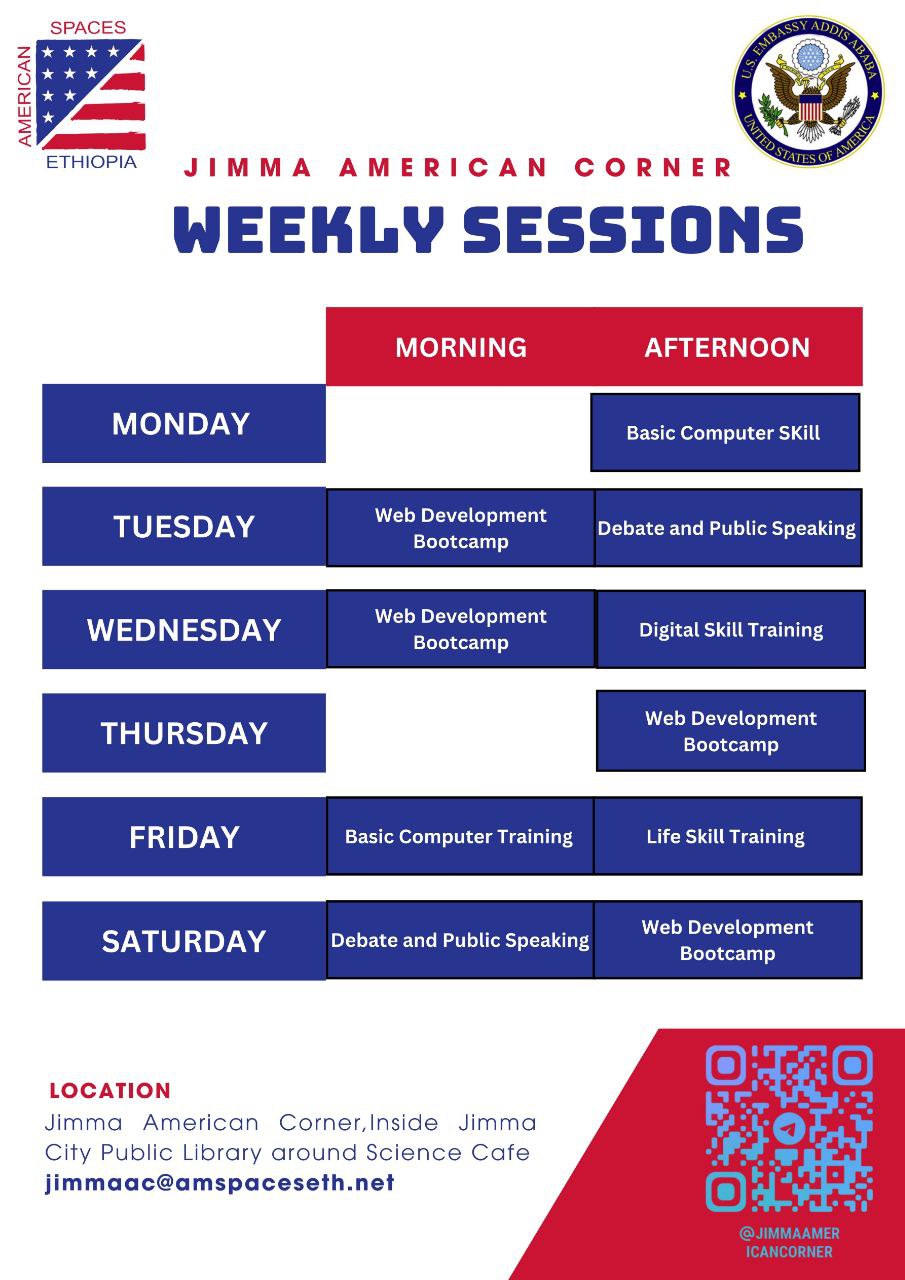 SPACES
AMERICAN
ETHIOPIA
U.S. EMBASSY ADDIS ABABA
UNITED STATES OF AMERICA
JIMMA AMERICAN CORNER
WEEKLY SESSIONS
MORNING AFTERNOON
MONDAY
Basic Computer SKill
TUESDAY
Web Development
Bootcamp
Debate and Public Speaking
WEDNESDAY
Web Development
Bootcamp
Digital Skill Training
THURSDAY
Web Development
Bootcamp
FRIDAY
Basic Computer Training
Life Skill Training
SATURDAY
Debate and Public Speaking
Web Development
Bootcamp
LOCATION
Jimma American Corner,Inside Jimma
City Public Library around Science Cafe
jimmaac@amspaceseth.net
@JIMMAAMER
ICANCORNER